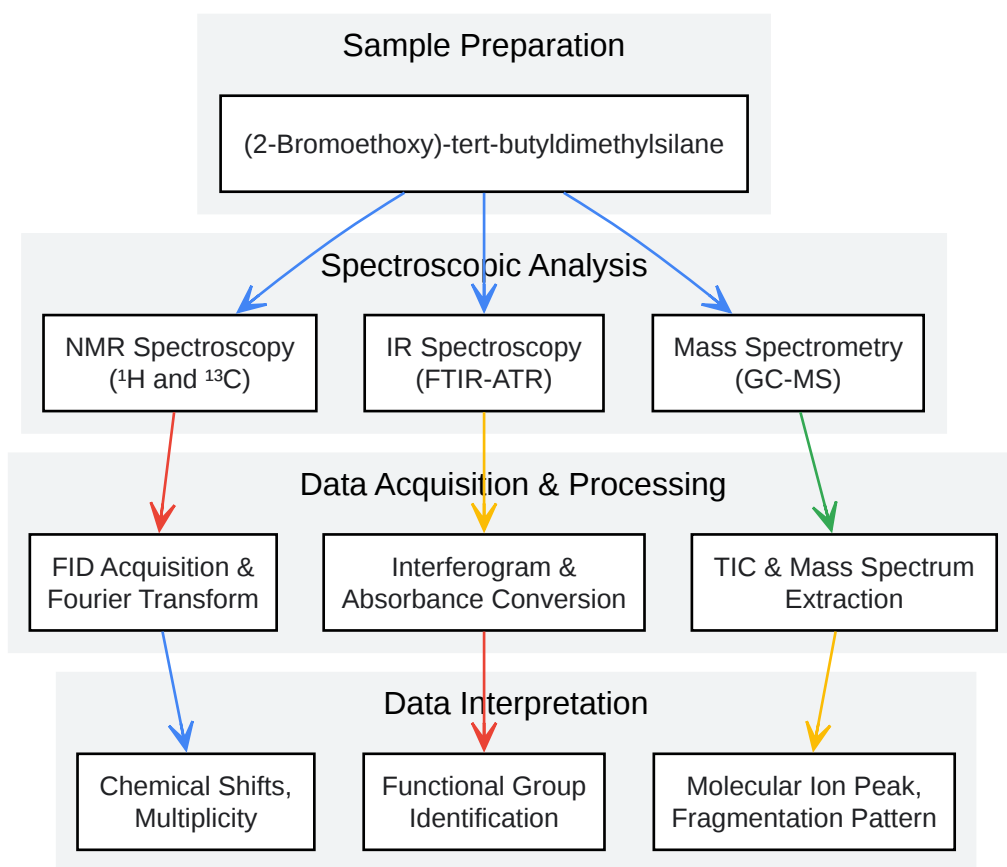 Sample Preparation
(2-Bromoethoxy)-tert-butyldimethylsilane
Spectroscopic Analysis
NMR Spectroscopy
(¹H and ¹³C)
IR Spectroscopy
(FTIR-ATR)
Mass Spectrometry
(GC-MS)
Data Acquisition & Processing
FID Acquisition &
Fourier Transform
Interferogram &
Absorbance Conversion
TIC & Mass Spectrum
Extraction
Data Interpretation
Chemical Shifts,
Multiplicity
Functional Group
Identification
Molecular Ion Peak,
Fragmentation Pattern